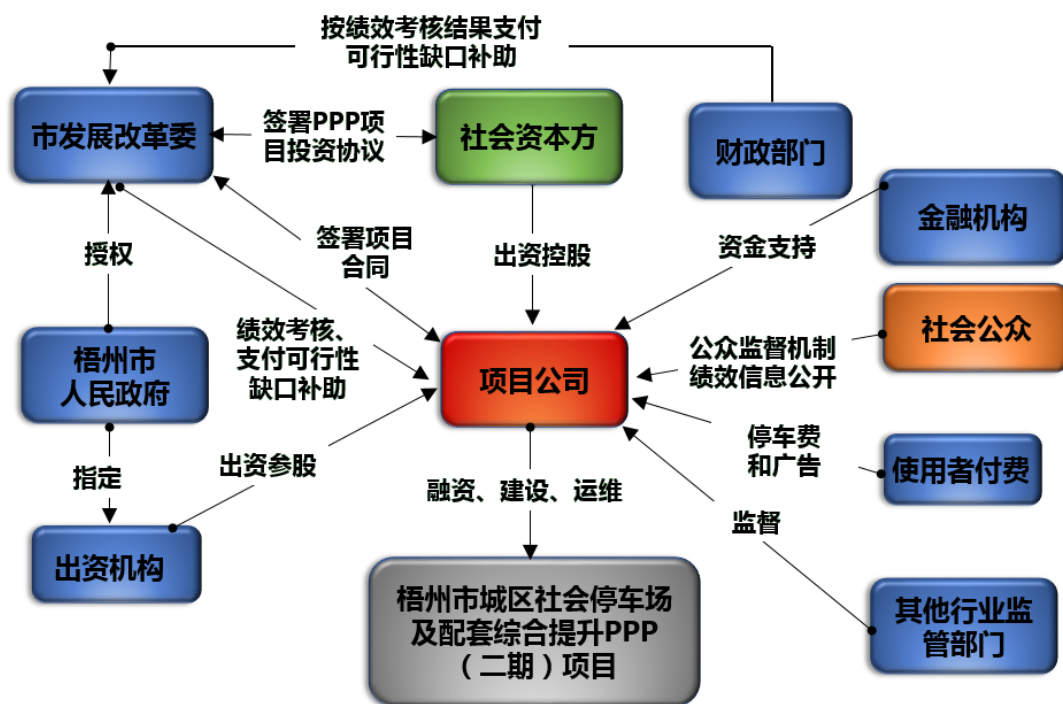 按绩效考核结果支付
可行性缺口补助
市发展改革委
签署PPP项
目投资协议
社会资本方
财政部门
金融机构
授权
签署项目
合同
出资控股
资金支持
社会公众
梧州市
人民政府
绩效考核、
支付可行性
缺口补助
项目公司
公众监督机制
绩效信息公开
指定
出资参股
停车费
和广告
使用者付费
融资、建设、运维
监督
出资机构
梧州市城区社会停车场
及配套综合提升PPP
（二期）项目
其他行业监
管部门